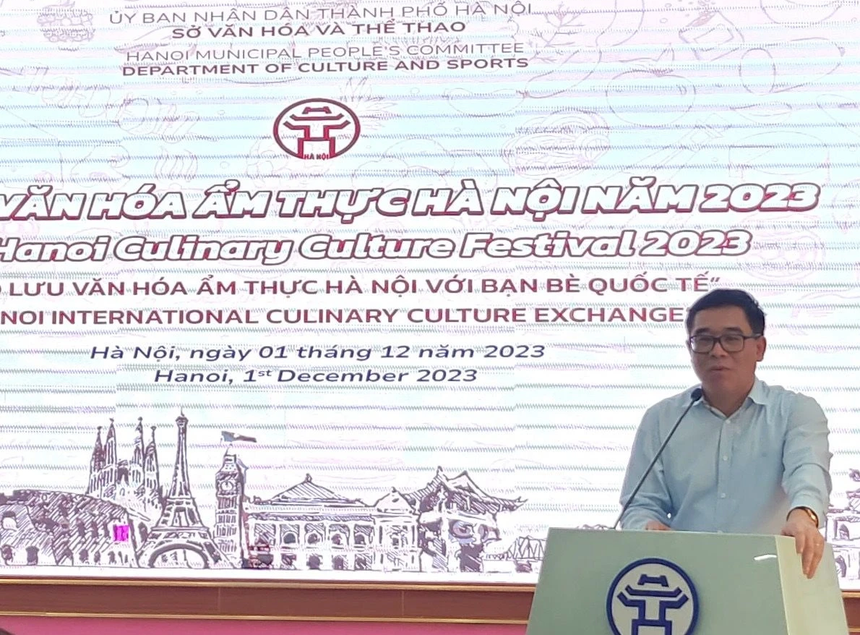 ỦY BAN NHÂN DÂN THÀNH PHỐ HÀ NỘI
SỞ VĂN HÓA VÀ THỂ THAO
HANOI MUNICIPAL PEOPLE'S COMMITTEE
DEPARTMENT OF CULTURE AND SPORTS
HÀ NỘI
VĂN HÓA ẨM THỰC HÀ NỘI NĂM 2023
Hanoi Culinary Culture Festival 2023
O LƯU VĂN HÓA ẨM THỰC HÀ NỘI VỚI BẠN BÈ QUỐC TẾ"
NOI INTERNATIONAL CULINARY CULTURE EXCHANGE
Hà Nội, ngày 01 tháng 12 năm 2023
Hanoi, 1st December 2023